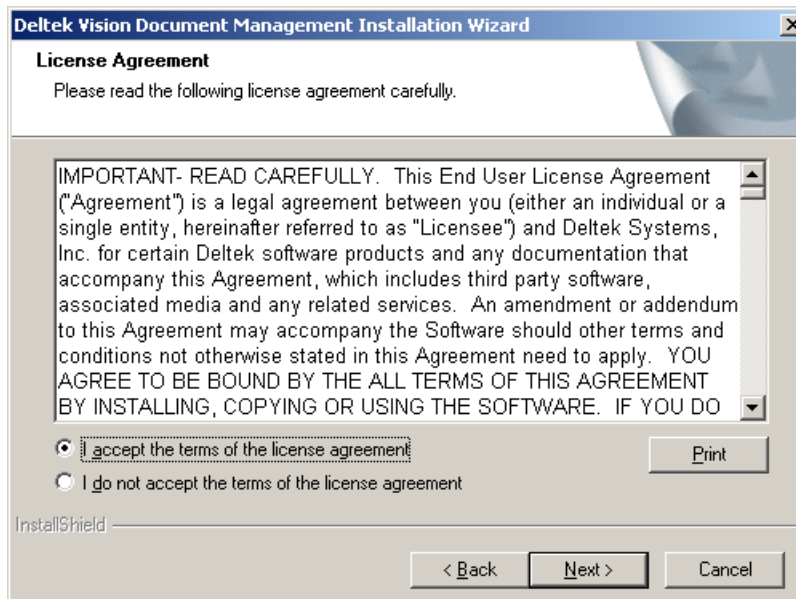 Deltek Vision Document Management Installation Wizard
License Agreement
Please read the following license agreement carefully.
IMPORTANT- READ CAREFULLY.  This End User License Agreement
("Agreement") is a legal agreement between you (either an individual or a
single entity, hereinafter referred to as "Licensee") and Deltek Systems,
Inc. for certain Deltek software products and any documentation that
accompany this Agreement, which includes third party software,
associated media and any related services.  An amendment or addendum
to this Agreement may accompany the Software should other terms and
conditions not otherwise stated in this Agreement need to apply.  YOU
AGREE TO BE BOUND BY THE ALL TERMS OF THIS AGREEMENT
BY INSTALLING, COPYING OR USING THE SOFTWARE.  IF YOU DO
I accept the terms of the license agreement
Print
I do not accept the terms of the license agreement
InstallShield
< Back
Next >
Cancel